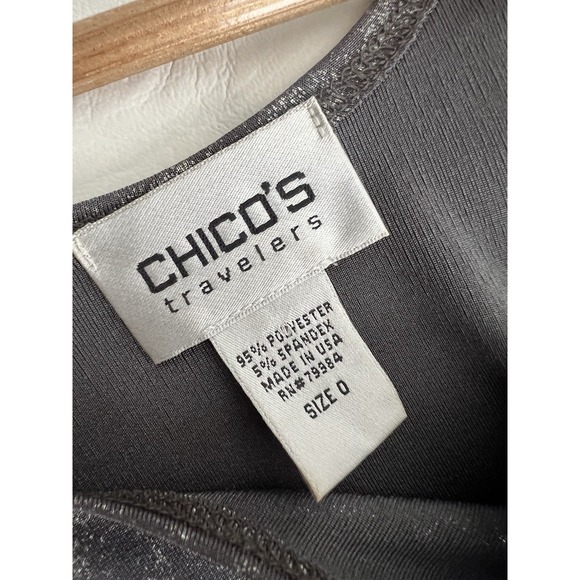 CHICO'S
travelers
95% POLYESTER
5% SPANDEX
MADE IN USA
RN#79984
SIZE 0